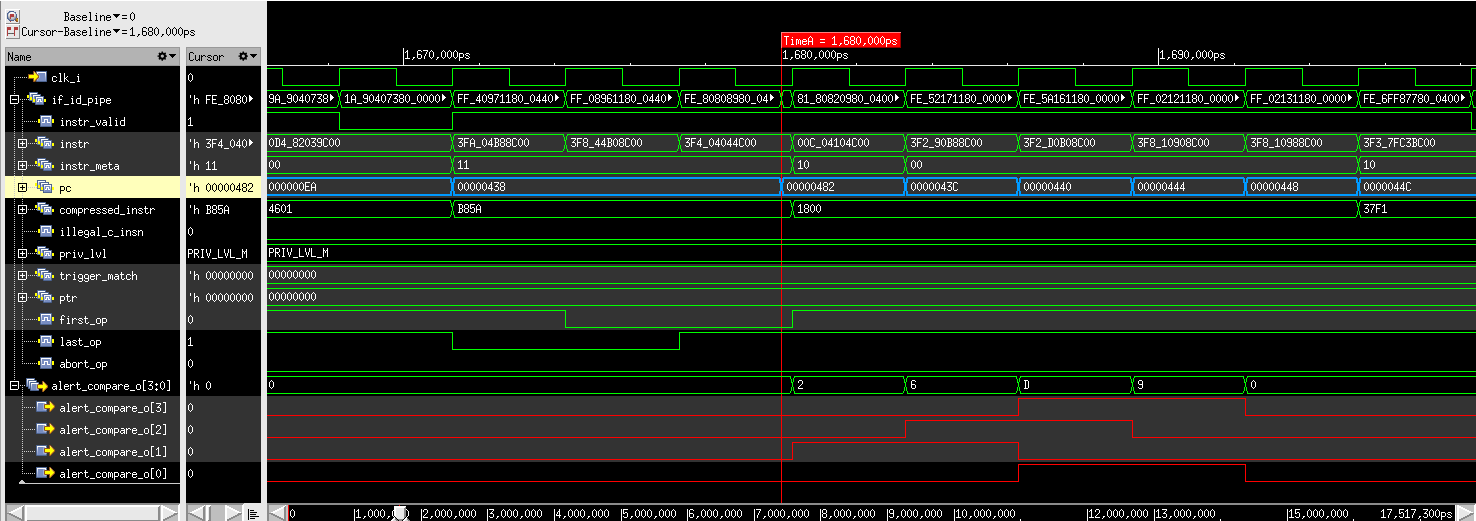 Baseline▼=0
Cursor-Baseline▼=1,680,000ps
TimeA = 1,680,000ps
1,670,000ps 1,680,000ps 1,690,000ps
Name Cursor
clk_i 0
if_id_pipe 'h FE_8080 9A_9040738 1A_90407380_0000 FF_40971180_0440 FF_08961180_0440 FE_80808980_04 81_80820980_0400 FE_52171180_0000 FE_5A161180_0000 FF_02121180_0000 FF_02131180_0000 FE_6FF87780_0400
instr_valid 1
instr 'h 3F4_040 0D4_82039C00 3FA_04B88C00 3F8_44B08C00 3F4_04044C00 00C_04104C00 3F2_90B88C00 3F2_D0B08C00 3F8_10908C00 3F8_10988C00 3F3_7FC3BC00
instr_meta 'h 11 00 11 10 00 10
pc 'h 00000482 000000EA 00000438 00000482 0000043C 00000440 00000444 00000448 0000044C
compressed_instr 'h B85A 4601 B85A 1800 37F1
illegal_c_insn 0
priv_lvl PRIV_LVL_M PRIV_LVL_M
trigger_match 'h 00000000 00000000
ptr 'h 00000000 00000000
first_op 0
last_op 1
abort_op 0
alert_compare_o[3:0] 'h 0 0 2 6 D 9 0
alert_compare_o[3] 0
alert_compare_o[2] 0
alert_compare_o[1] 0
alert_compare_o[0] 0
0 1,000, 2,000,000 3,000,000 4,000,000 5,000,000 6,000,000 7,000,000 8,000,000 9,000,000 10,000,000 12,000,000 13,000,000 15,000,000 17,517,300ps